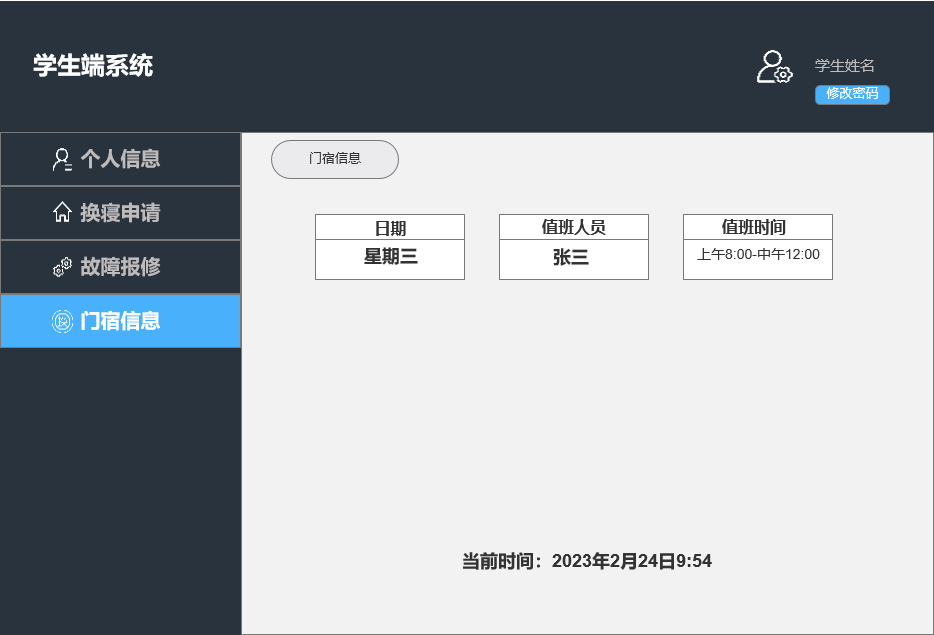 学生端系统
学生姓名
修改密码
个人信息
换寝申请
故障报修
门宿信息
门宿信息
日期
星期三
值班人员
张三
值班时间
上午8:00-中午12:00
当前时间：2023年2月24日9:54